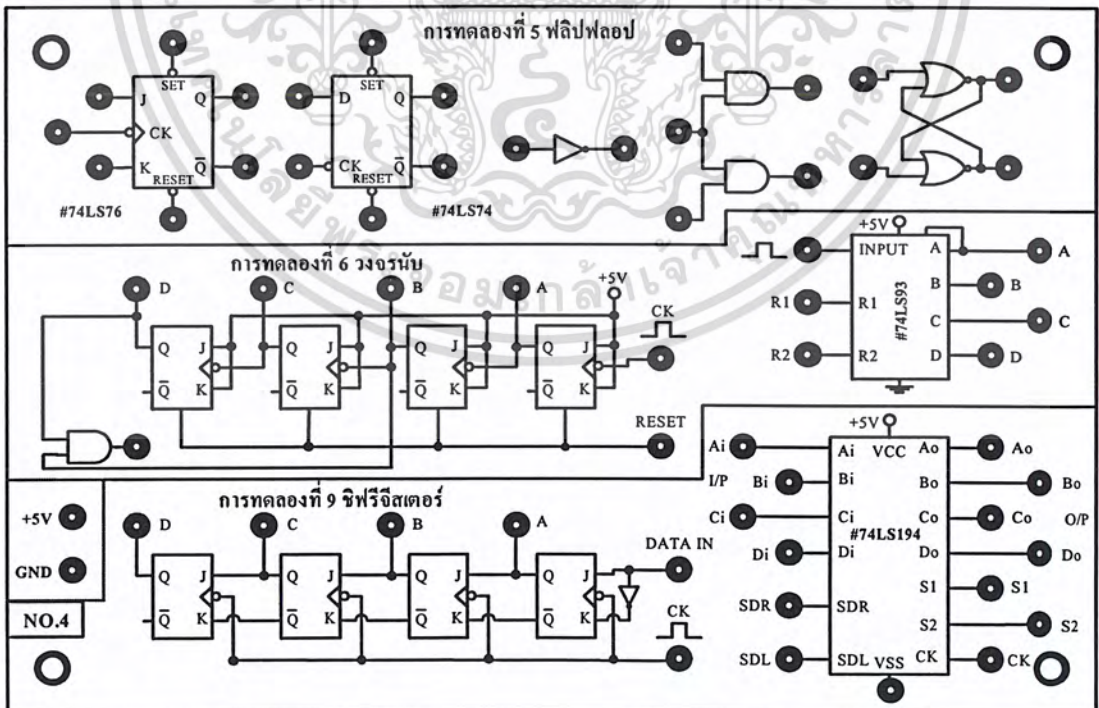 การทดลองที่ 5 ฟลิปฟลอป
SET
J
Q
CK
K
Q̅
RESET
#74LS76
SET
D
Q
CK
Q̅
RESET
#74LS74
การทดลองที่ 6 วงจรนับ
D
C
B
A
+5V
CK
Q
J
Q̅
K
Q
J
Q̅
K
Q
J
Q̅
K
Q
J
Q̅
K
RESET
+5V
INPUT
A
A
B
B
R1
R1
C
C
R2
R2
D
D
#74LS93
+5V
GND
NO.4
การทดลองที่ 9 ชิฟรีจีสเตอร์
D
C
B
A
DATA IN
Q
J
Q̅
K
Q
J
Q̅
K
Q
J
Q̅
K
Q
J
Q̅
K
CK
+5V
Ai
Ai
VCC
Ao
Ao
I/P
Bi
Bi
Bo
Bo
Ci
Ci
Co
Co
O/P
#74LS194
Di
Di
Do
Do
S1
S1
SDR
SDR
S2
S2
SDL
SDL
VSS
CK
CK